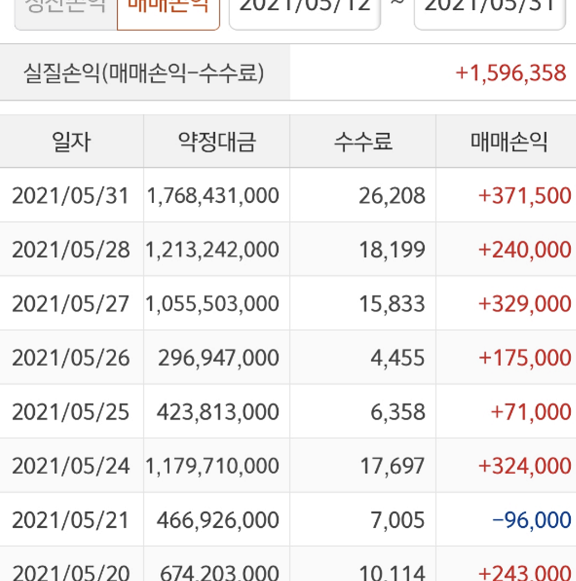 정산손익 매매손익 2021/05/12 ~ 2021/05/31
실질손익(매매손익-수수료) +1,596,358
일자 약정대금 수수료 매매손익
2021/05/31 1,768,431,000 26,208 +371,500
2021/05/28 1,213,242,000 18,199 +240,000
2021/05/27 1,055,503,000 15,833 +329,000
2021/05/26 296,947,000 4,455 +175,000
2021/05/25 423,813,000 6,358 +71,000
2021/05/24 1,179,710,000 17,697 +324,000
2021/05/21 466,926,000 7,005 -96,000
2021/05/20 674,203,000 10,114 +243,000